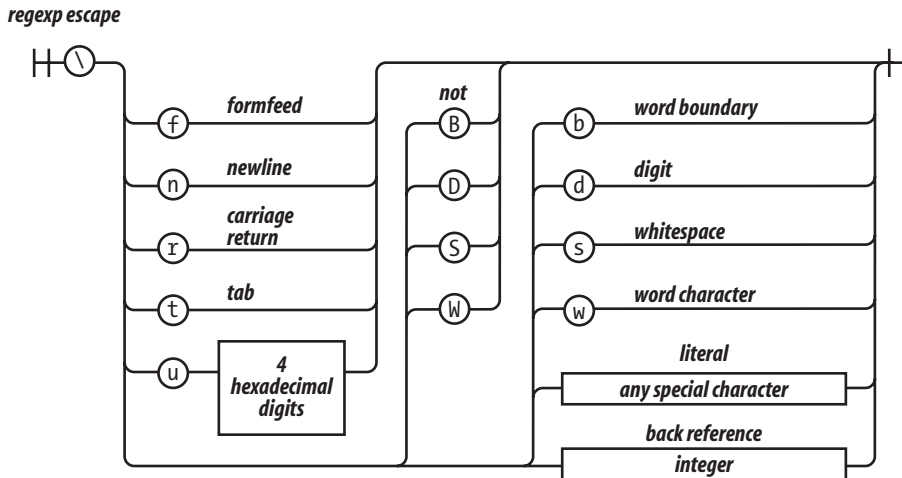 regexp escape
\
not
f formfeed B b word boundary
n newline D d digit
carriage
return
r S s whitespace
t tab W w word character
u 4
hexadecimal
digits
literal
any special character
back reference
integer